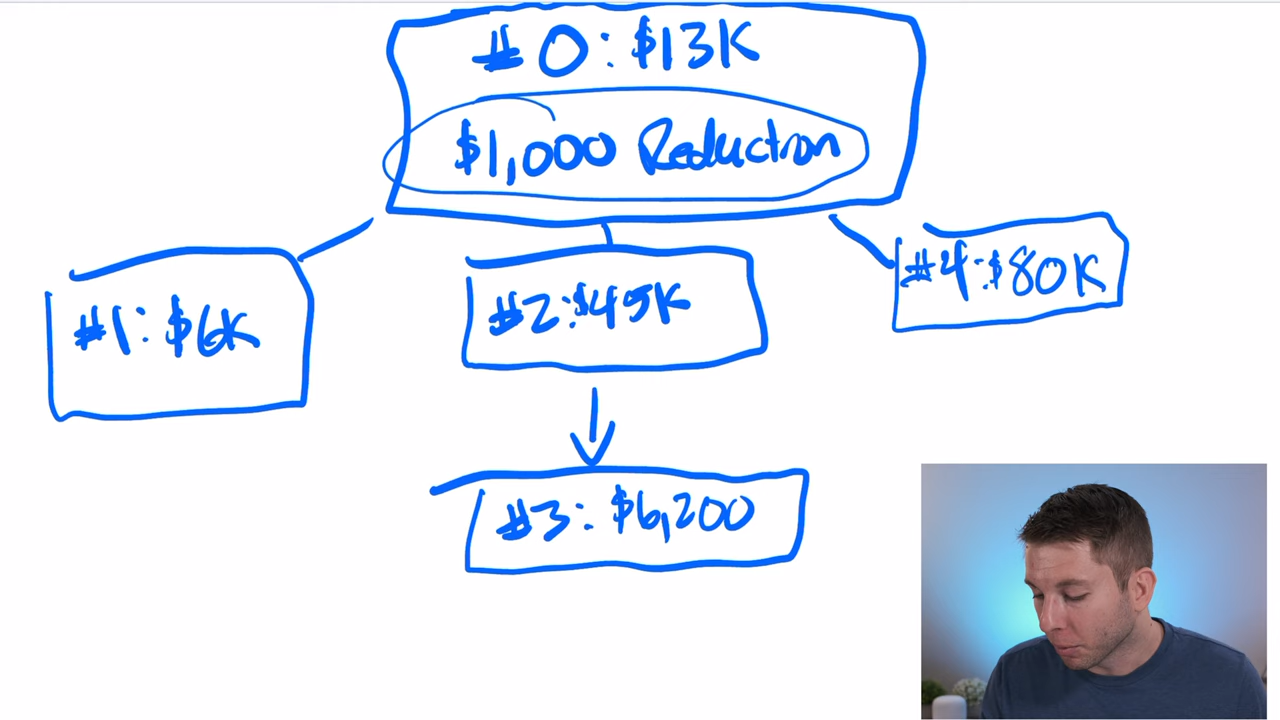 #0: $13K
$1,000 Reduction
#1: $6K
#2: $45K
#4: $80K
#3: $6,200